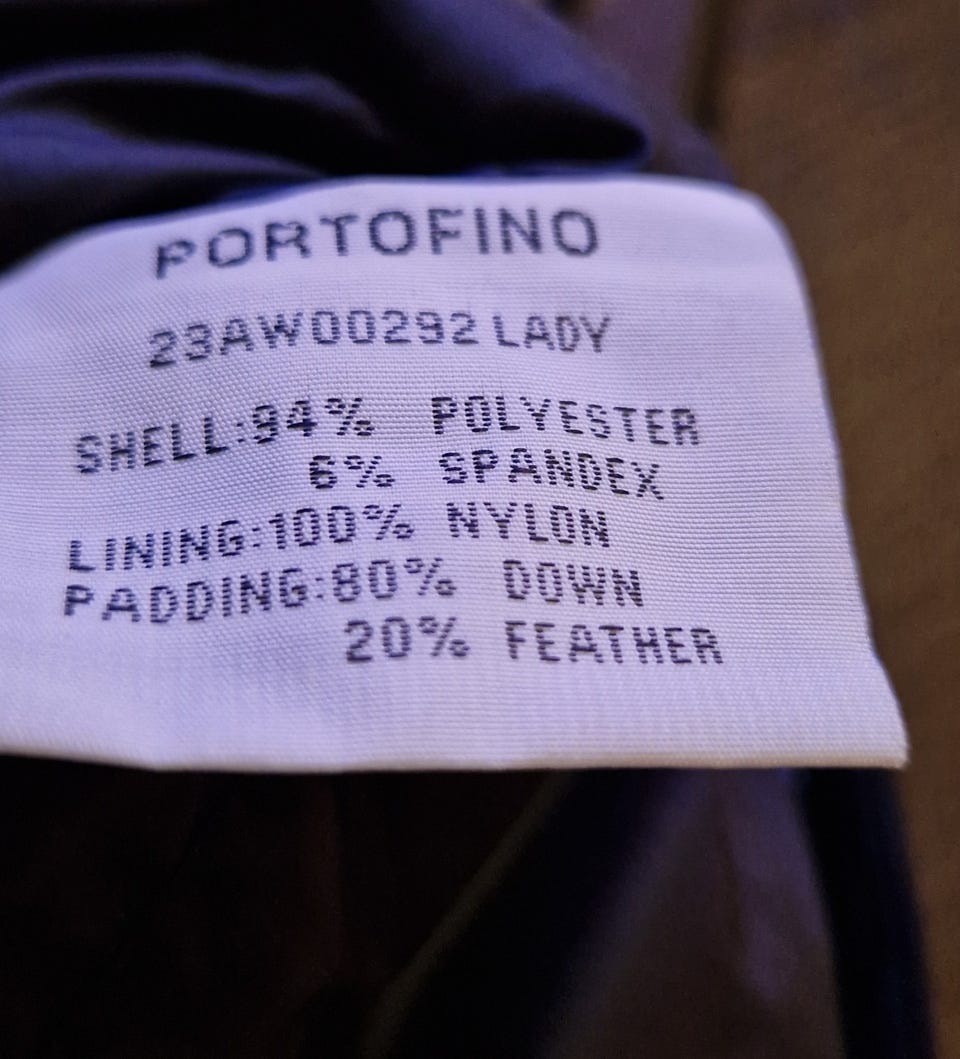 PORTOFINO
23AW00292 LADY
SHELL:94% POLYESTER
6% SPANDEX
LINING:100% NYLON
PADDING:80% DOWN
20% FEATHER